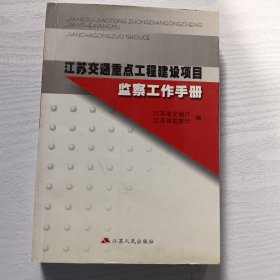 JIANGSU JIAOTONG ZHONGDIANGONGCHENG
JIANSHEXIANGMU
JIANCHAGONGZUO SHOUCE
江苏交通重点工程建设项目
监察工作手册
江苏省交通厅
江苏省监察厅 编
江苏人民出版社